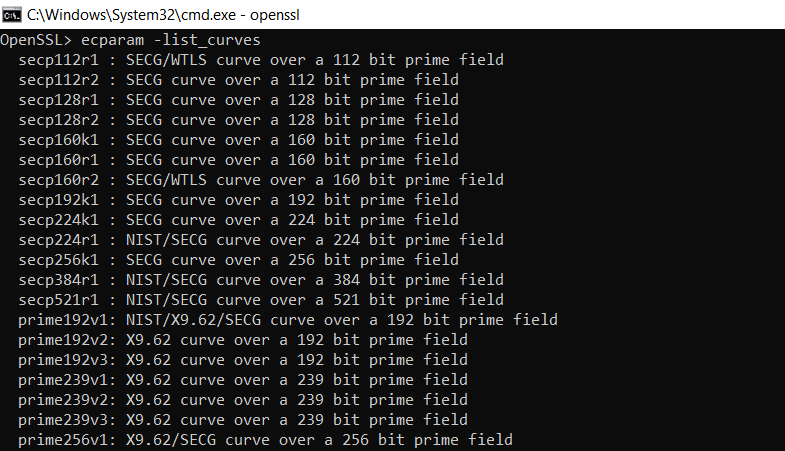 C:\Windows\System32\cmd.exe - openssl
OpenSSL> ecparam -list_curves
secp112r1 : SECG/WTLS curve over a 112 bit prime field
secp112r2 : SECG curve over a 112 bit prime field
secp128r1 : SECG curve over a 128 bit prime field
secp128r2 : SECG curve over a 128 bit prime field
secp160k1 : SECG curve over a 160 bit prime field
secp160r1 : SECG curve over a 160 bit prime field
secp160r2 : SECG/WTLS curve over a 160 bit prime field
secp192k1 : SECG curve over a 192 bit prime field
secp224k1 : SECG curve over a 224 bit prime field
secp224r1 : NIST/SECG curve over a 224 bit prime field
secp256k1 : SECG curve over a 256 bit prime field
secp384r1 : NIST/SECG curve over a 384 bit prime field
secp521r1 : NIST/SECG curve over a 521 bit prime field
prime192v1: NIST/X9.62/SECG curve over a 192 bit prime field
prime192v2: X9.62 curve over a 192 bit prime field
prime192v3: X9.62 curve over a 192 bit prime field
prime239v1: X9.62 curve over a 239 bit prime field
prime239v2: X9.62 curve over a 239 bit prime field
prime239v3: X9.62 curve over a 239 bit prime field
prime256v1: X9.62/SECG curve over a 256 bit prime field